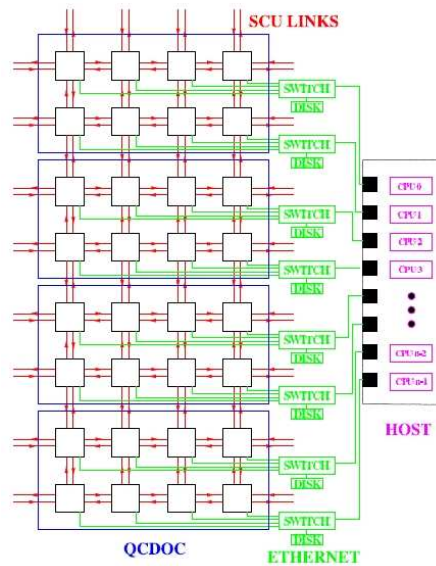 SCU LINKS
SWITCH
DISK
SWITCH
DISK
SWITCH
DISK
SWITCH
DISK
SWITCH
DISK
SWITCH
DISK
SWITCH
DISK
SWITCH
DISK
CPU 0
CPU 1
CPU 2
CPU 3
CPU n-2
CPU n-1
HOST
QCDOC
ETHERNET